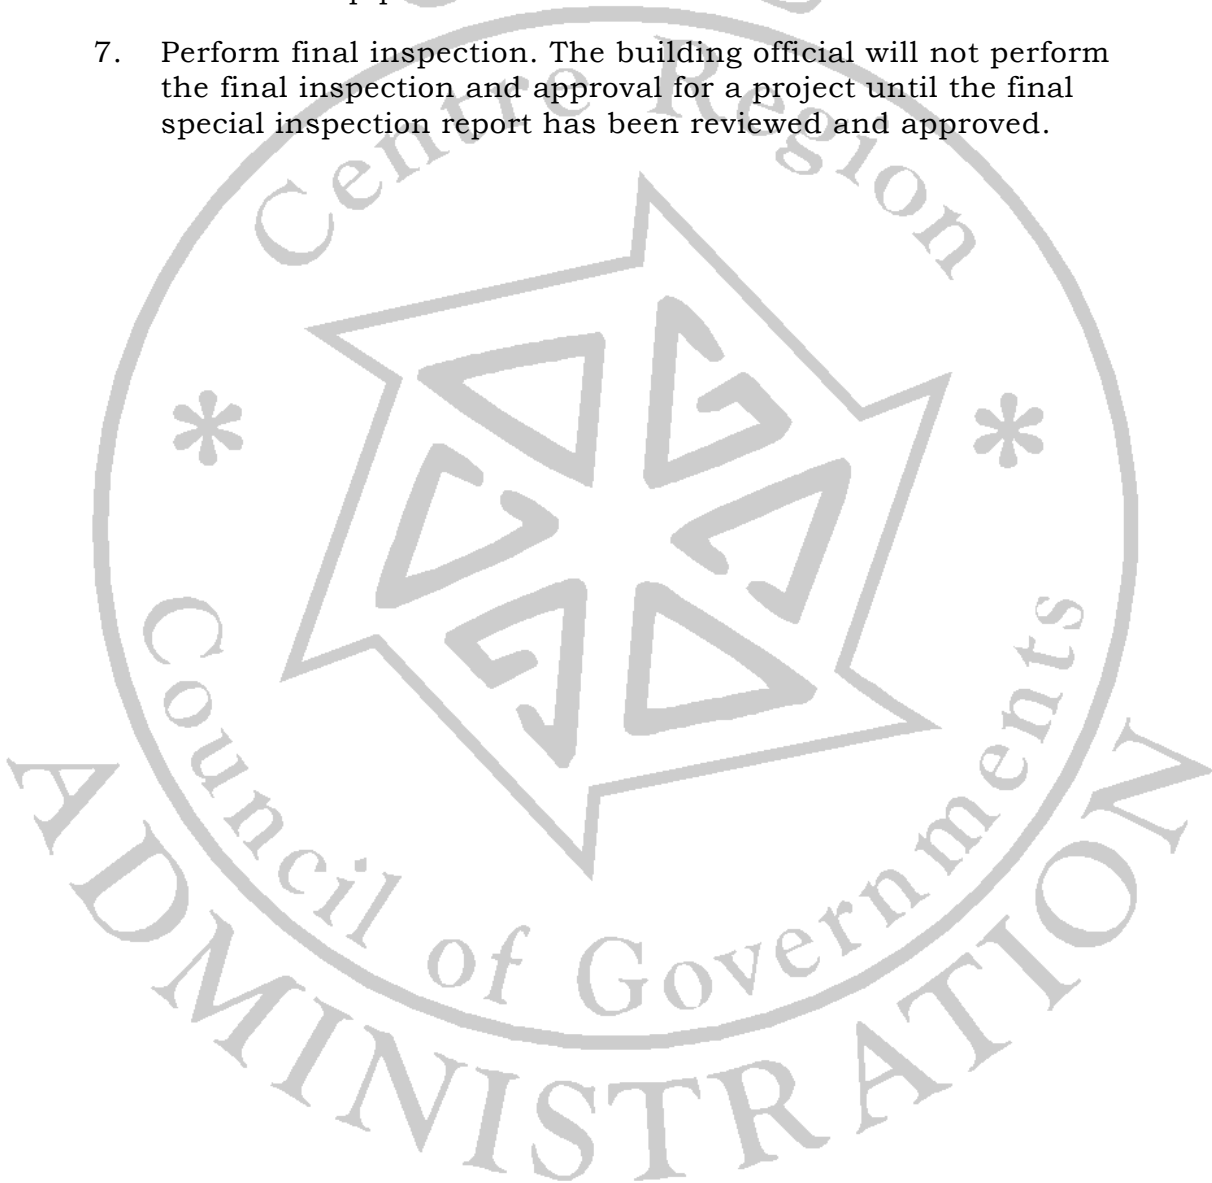 7. Perform final inspection. The building official will not perform
the final inspection and approval for a project until the final
special inspection report has been reviewed and approved.
Centre Region
* *
Council of Governments
ADMINISTRATION